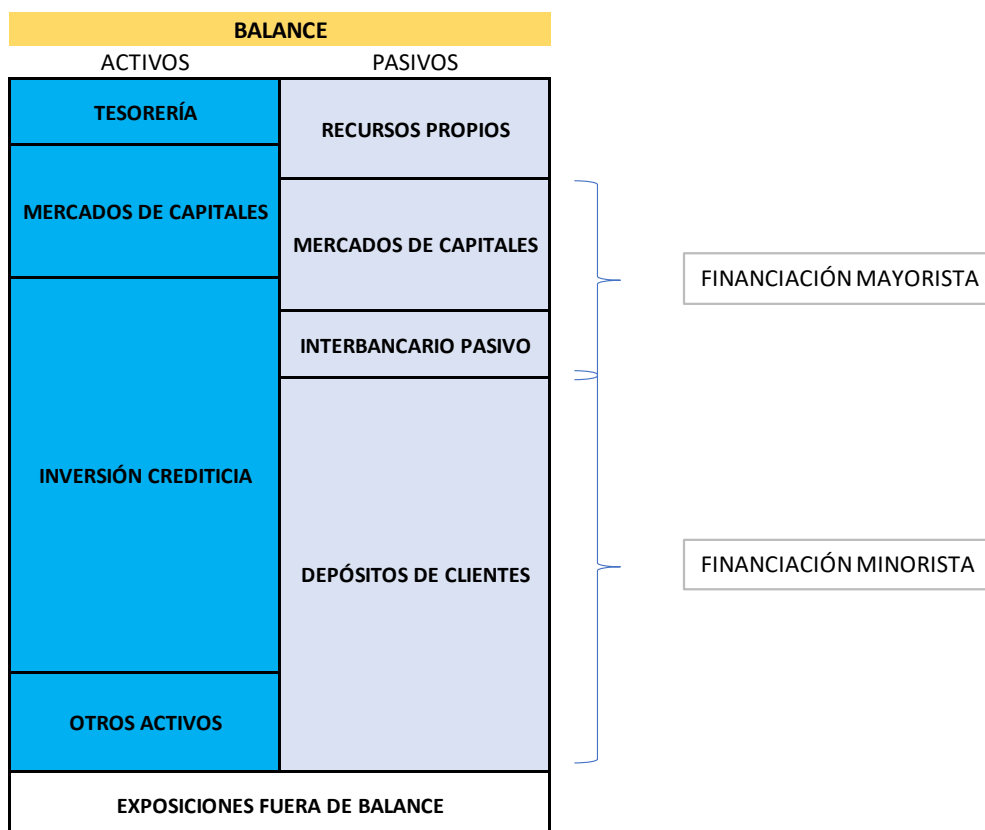 BALANCE
ACTIVOS
PASIVOS
TESORERÍA
RECURSOS PROPIOS
MERCADOS DE CAPITALES
MERCADOS DE CAPITALES
FINANCIACIÓN MAYORISTA
INTERBANCARIO PASIVO
INVERSIÓN CREDITICIA
DEPÓSITOS DE CLIENTES
FINANCIACIÓN MINORISTA
OTROS ACTIVOS
EXPOSICIONES FUERA DE BALANCE